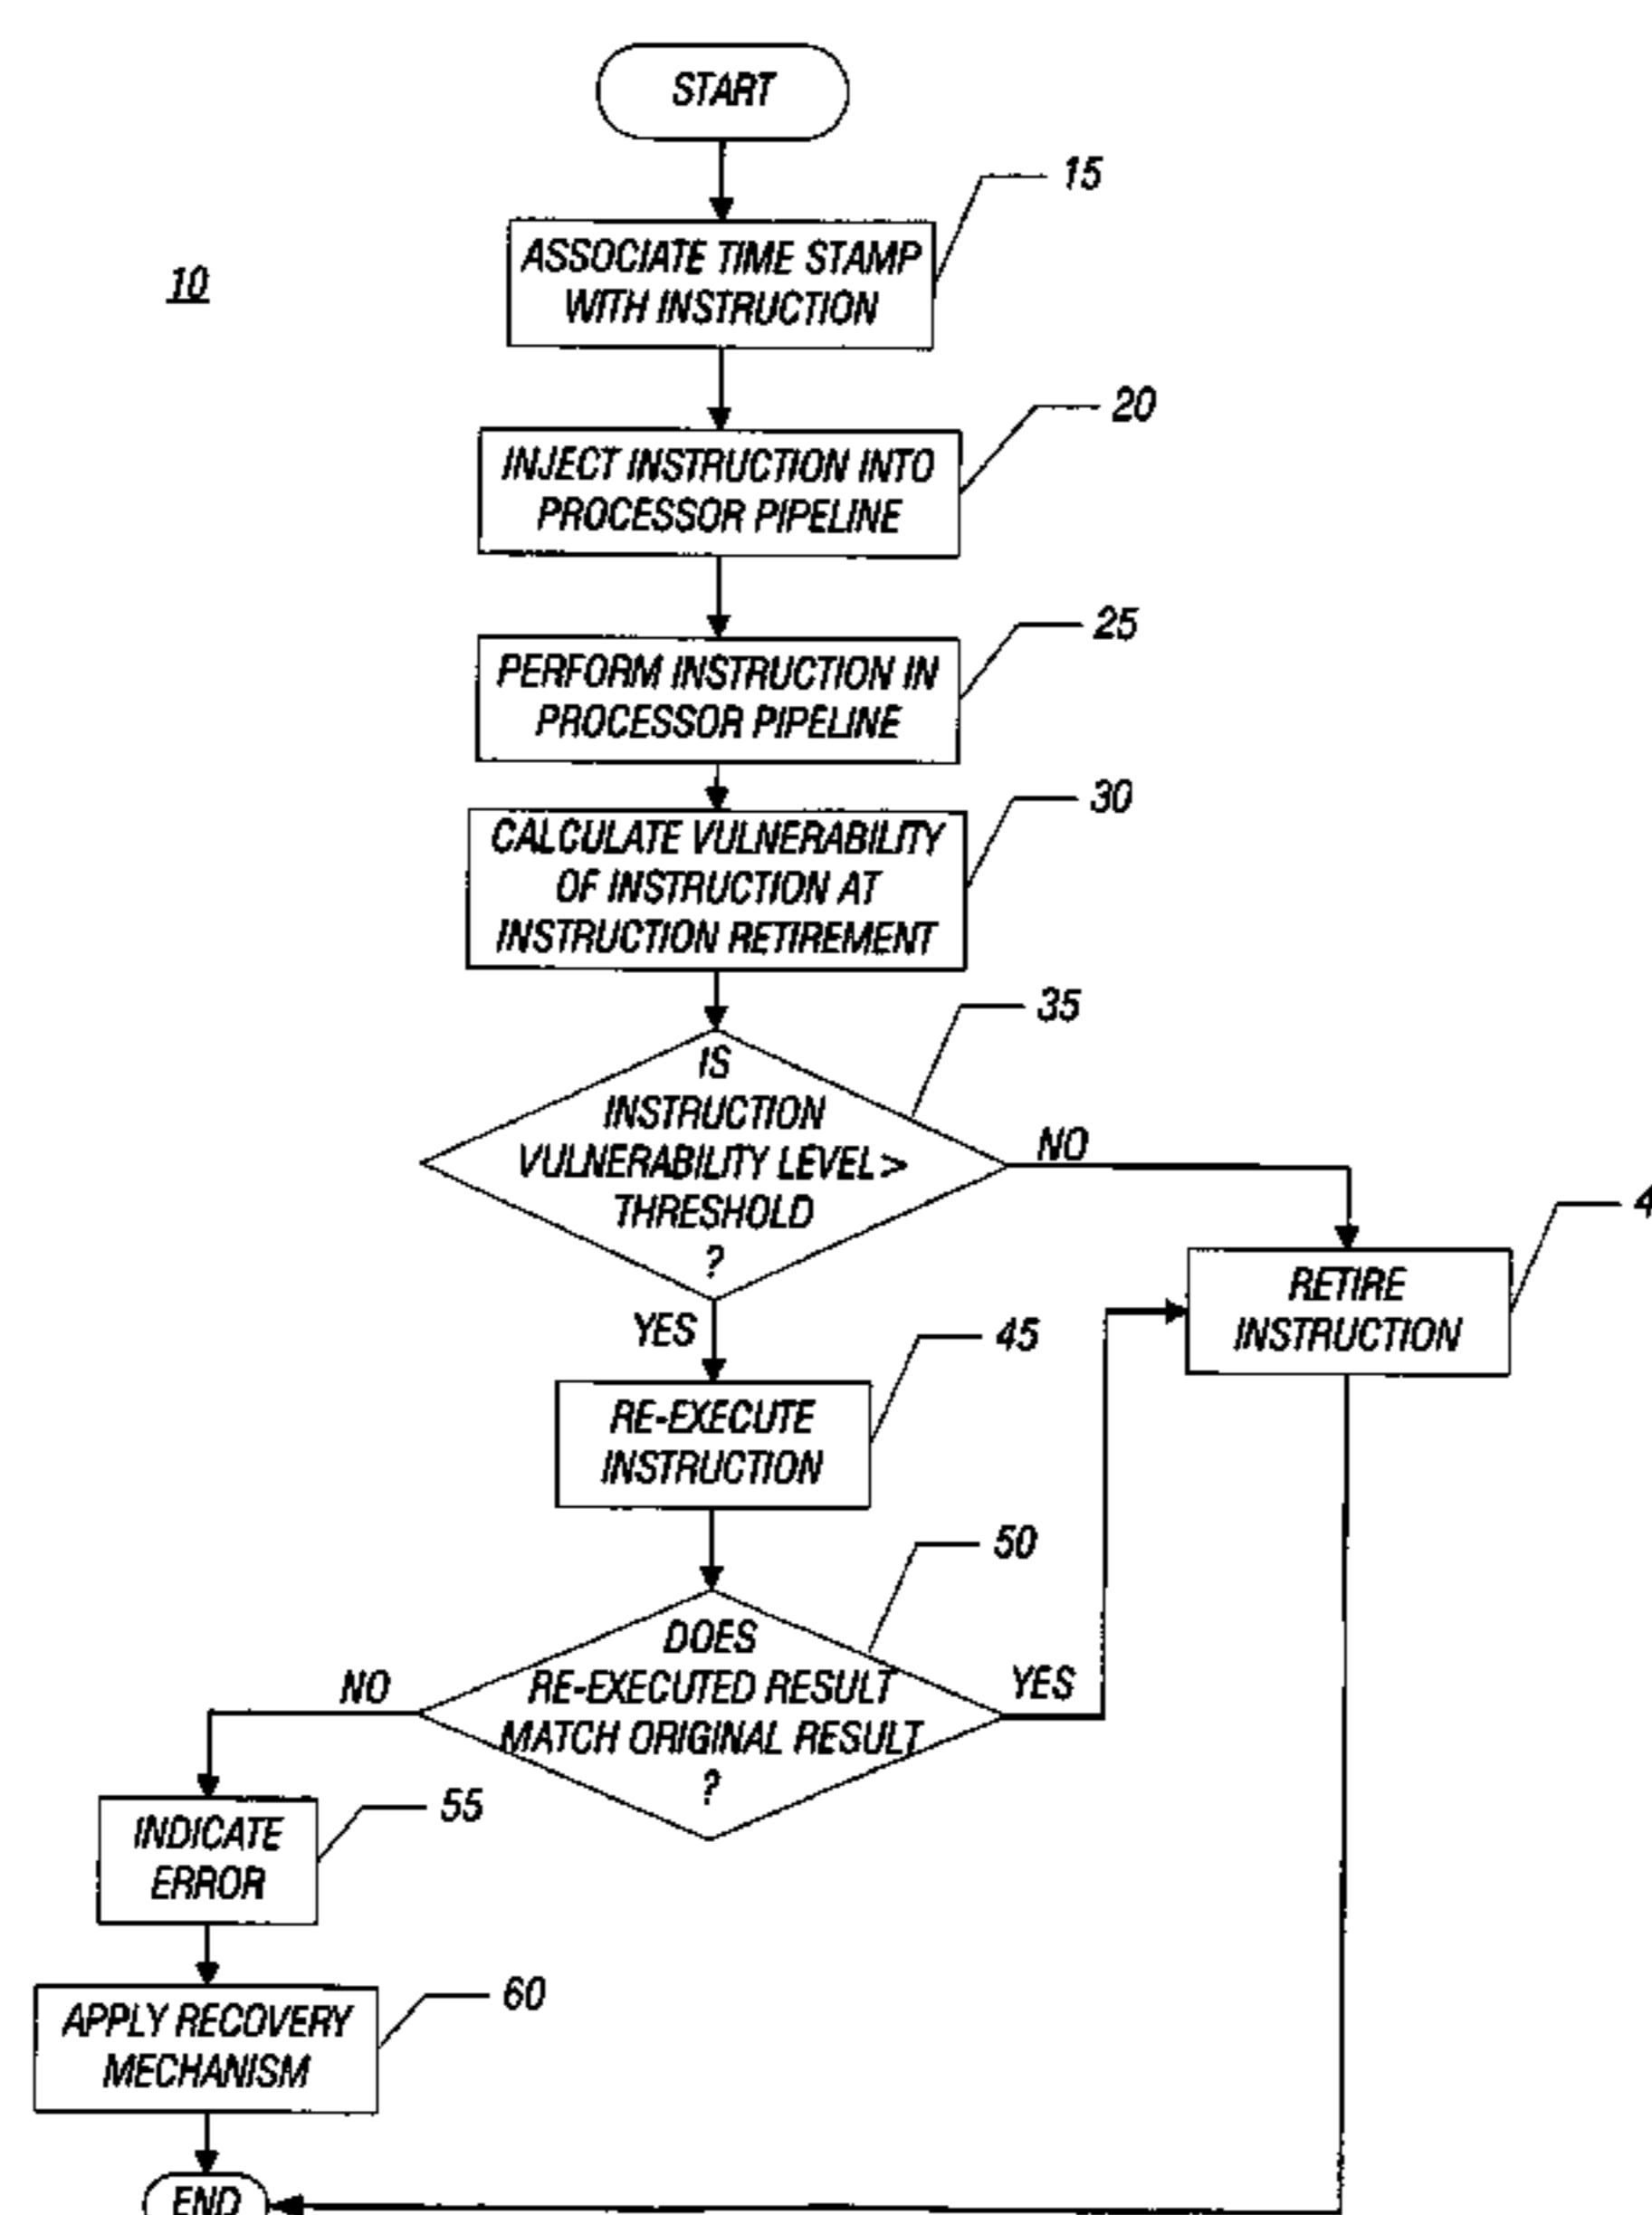 START
15
ASSOCIATE TIME STAMP
WITH INSTRUCTION
10
20
INJECT INSTRUCTION INTO
PROCESSOR PIPELINE
25
PERFORM INSTRUCTION IN
PROCESSOR PIPELINE
30
CALCULATE VULNERABILITY
OF INSTRUCTION AT
INSTRUCTION RETIREMENT
35
IS
INSTRUCTION
VULNERABILITY LEVEL >
THRESHOLD
?
NO
4
RETIRE
INSTRUCTION
YES
45
RE-EXECUTE
INSTRUCTION
50
DOES
RE-EXECUTED RESULT
MATCH ORIGINAL RESULT
?
YES
NO
55
INDICATE
ERROR
60
APPLY RECOVERY
MECHANISM
END